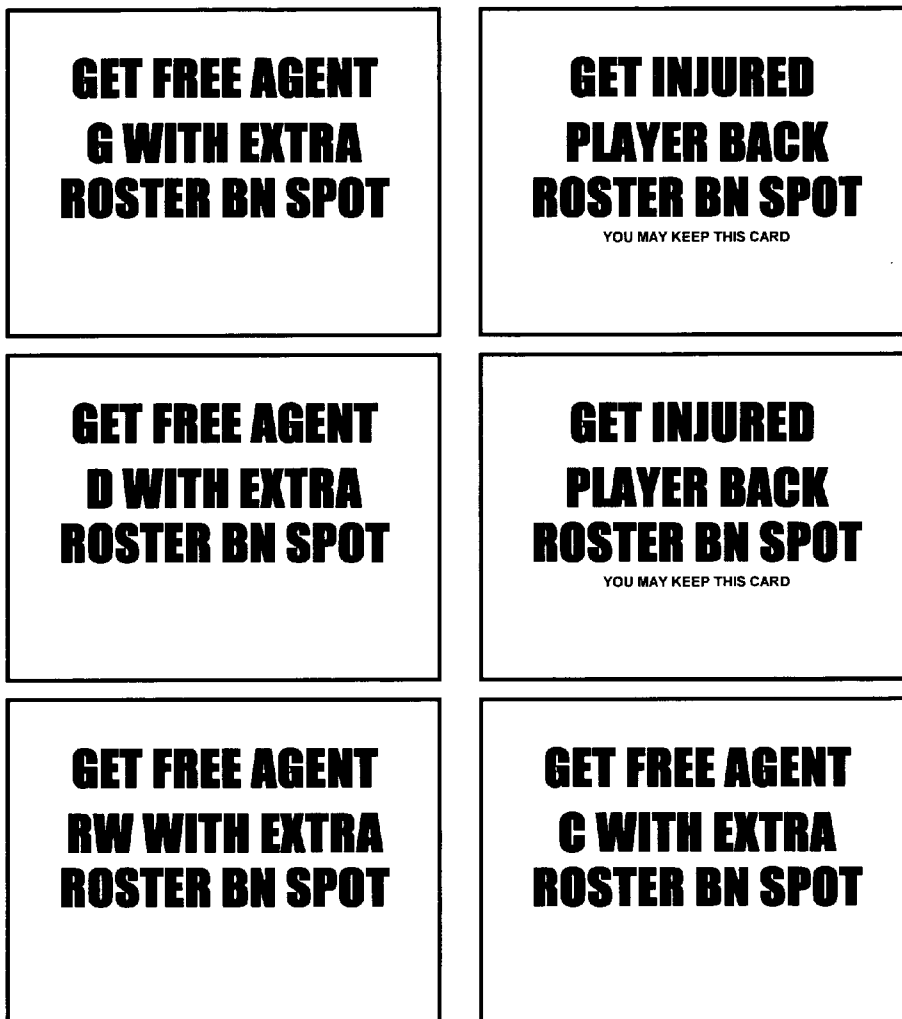 GET FREE AGENT
G WITH EXTRA
ROSTER BN SPOT
GET INJURED
PLAYER BACK
ROSTER BN SPOT
YOU MAY KEEP THIS CARD
GET FREE AGENT
D WITH EXTRA
ROSTER BN SPOT
GET INJURED
PLAYER BACK
ROSTER BN SPOT
YOU MAY KEEP THIS CARD
GET FREE AGENT
RW WITH EXTRA
ROSTER BN SPOT
GET FREE AGENT
C WITH EXTRA
ROSTER BN SPOT